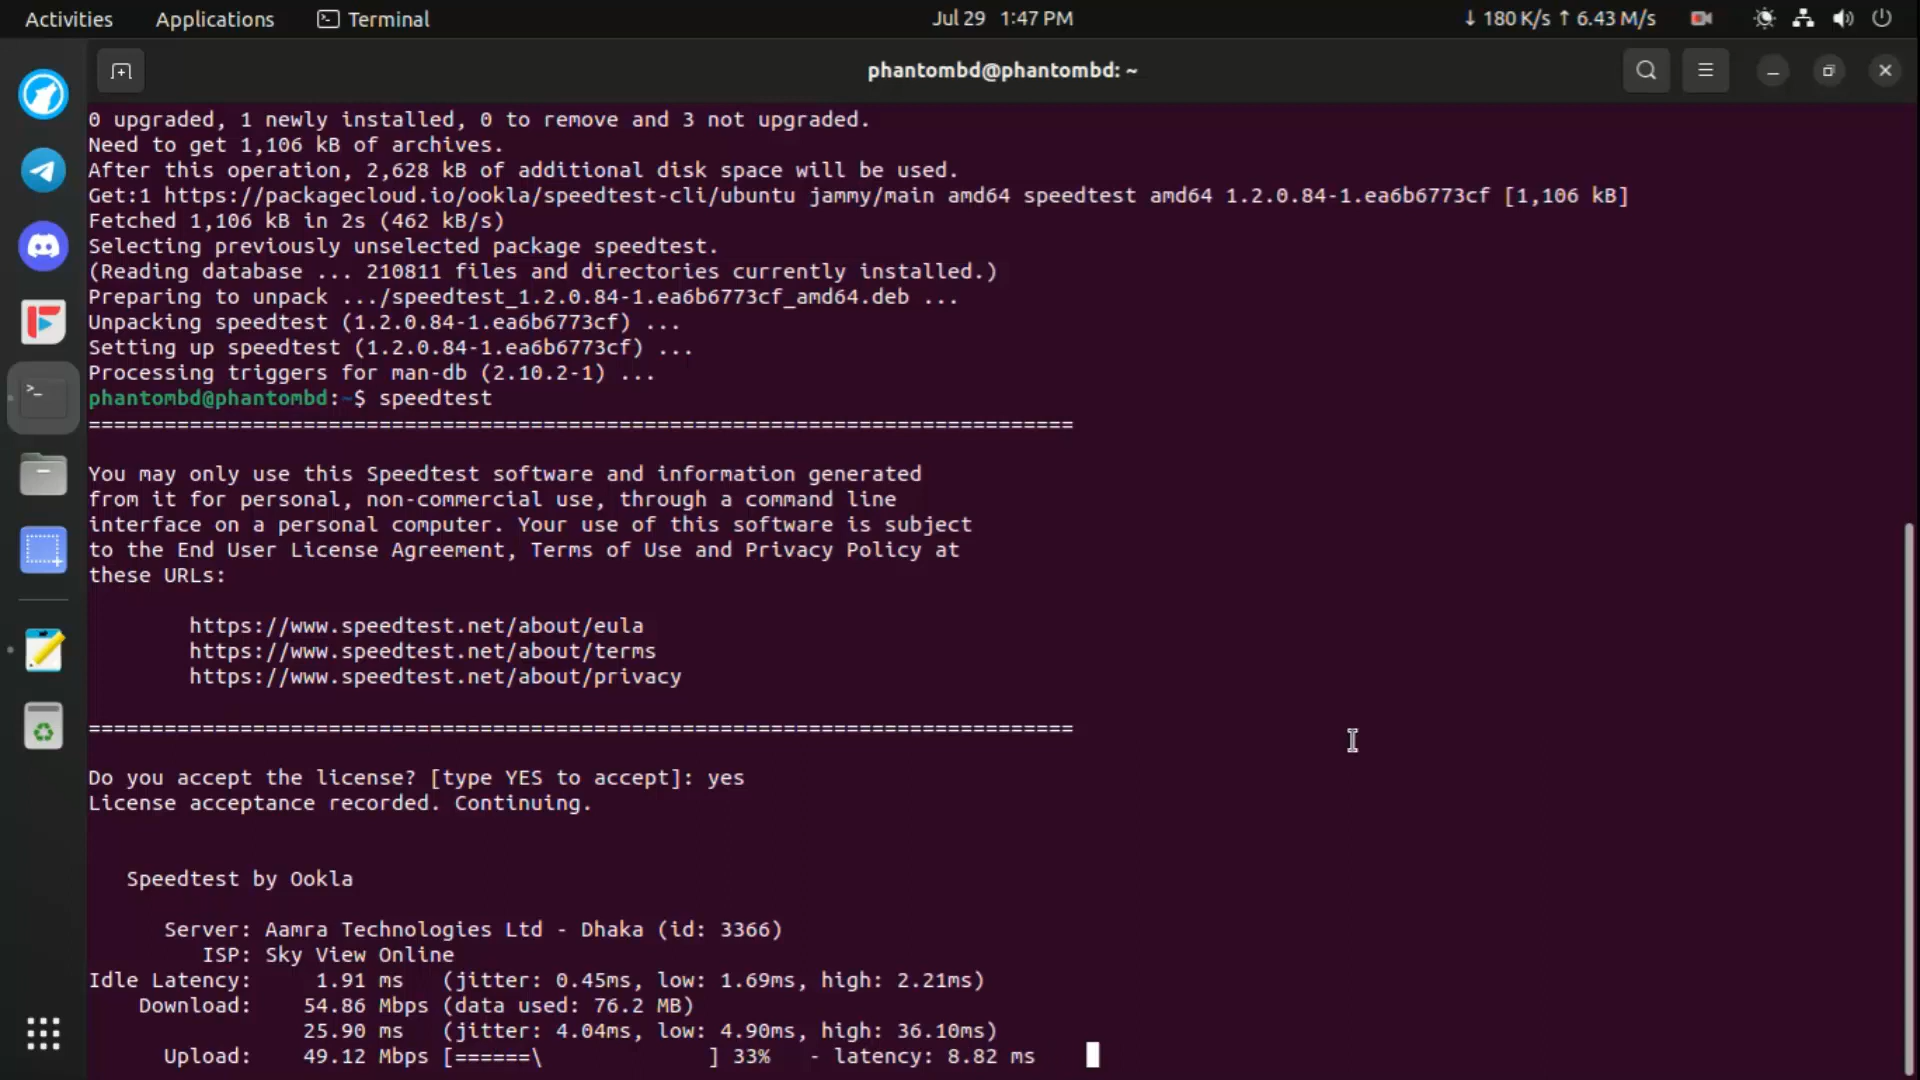 Activities Applications Terminal Jul 29 1:47 PM ↓ 180 K/s ↑ 6.43 M/s
phantombd@phantombd: ~
0 upgraded, 1 newly installed, 0 to remove and 3 not upgraded.
Need to get 1,106 kB of archives.
After this operation, 2,628 kB of additional disk space will be used.
Get:1 https://packagecloud.io/ookla/speedtest-cli/ubuntu jammy/main amd64 speedtest amd64 1.2.0.84-1.ea6b6773cf [1,106 kB]
Fetched 1,106 kB in 2s (462 kB/s)
Selecting previously unselected package speedtest.
(Reading database ... 210811 files and directories currently installed.)
Preparing to unpack .../speedtest_1.2.0.84-1.ea6b6773cf_amd64.deb ...
Unpacking speedtest (1.2.0.84-1.ea6b6773cf) ...
Setting up speedtest (1.2.0.84-1.ea6b6773cf) ...
Processing triggers for man-db (2.10.2-1) ...
phantombd@phantombd:~$ speedtest
==============================================================================
You may only use this Speedtest software and information generated
from it for personal, non-commercial use, through a command line
interface on a personal computer. Your use of this software is subject
to the End User License Agreement, Terms of Use and Privacy Policy at
these URLs:
https://www.speedtest.net/about/eula
https://www.speedtest.net/about/terms
https://www.speedtest.net/about/privacy
==============================================================================
Do you accept the license? [type YES to accept]: yes
License acceptance recorded. Continuing.
Speedtest by Ookla
Server: Aamra Technologies Ltd - Dhaka (id: 3366)
ISP: Sky View Online
Idle Latency: 1.91 ms (jitter: 0.45ms, low: 1.69ms, high: 2.21ms)
Download: 54.86 Mbps (data used: 76.2 MB)
25.90 ms (jitter: 4.04ms, low: 4.90ms, high: 36.10ms)
Upload: 49.12 Mbps [======\ ] 33% - latency: 8.82 ms